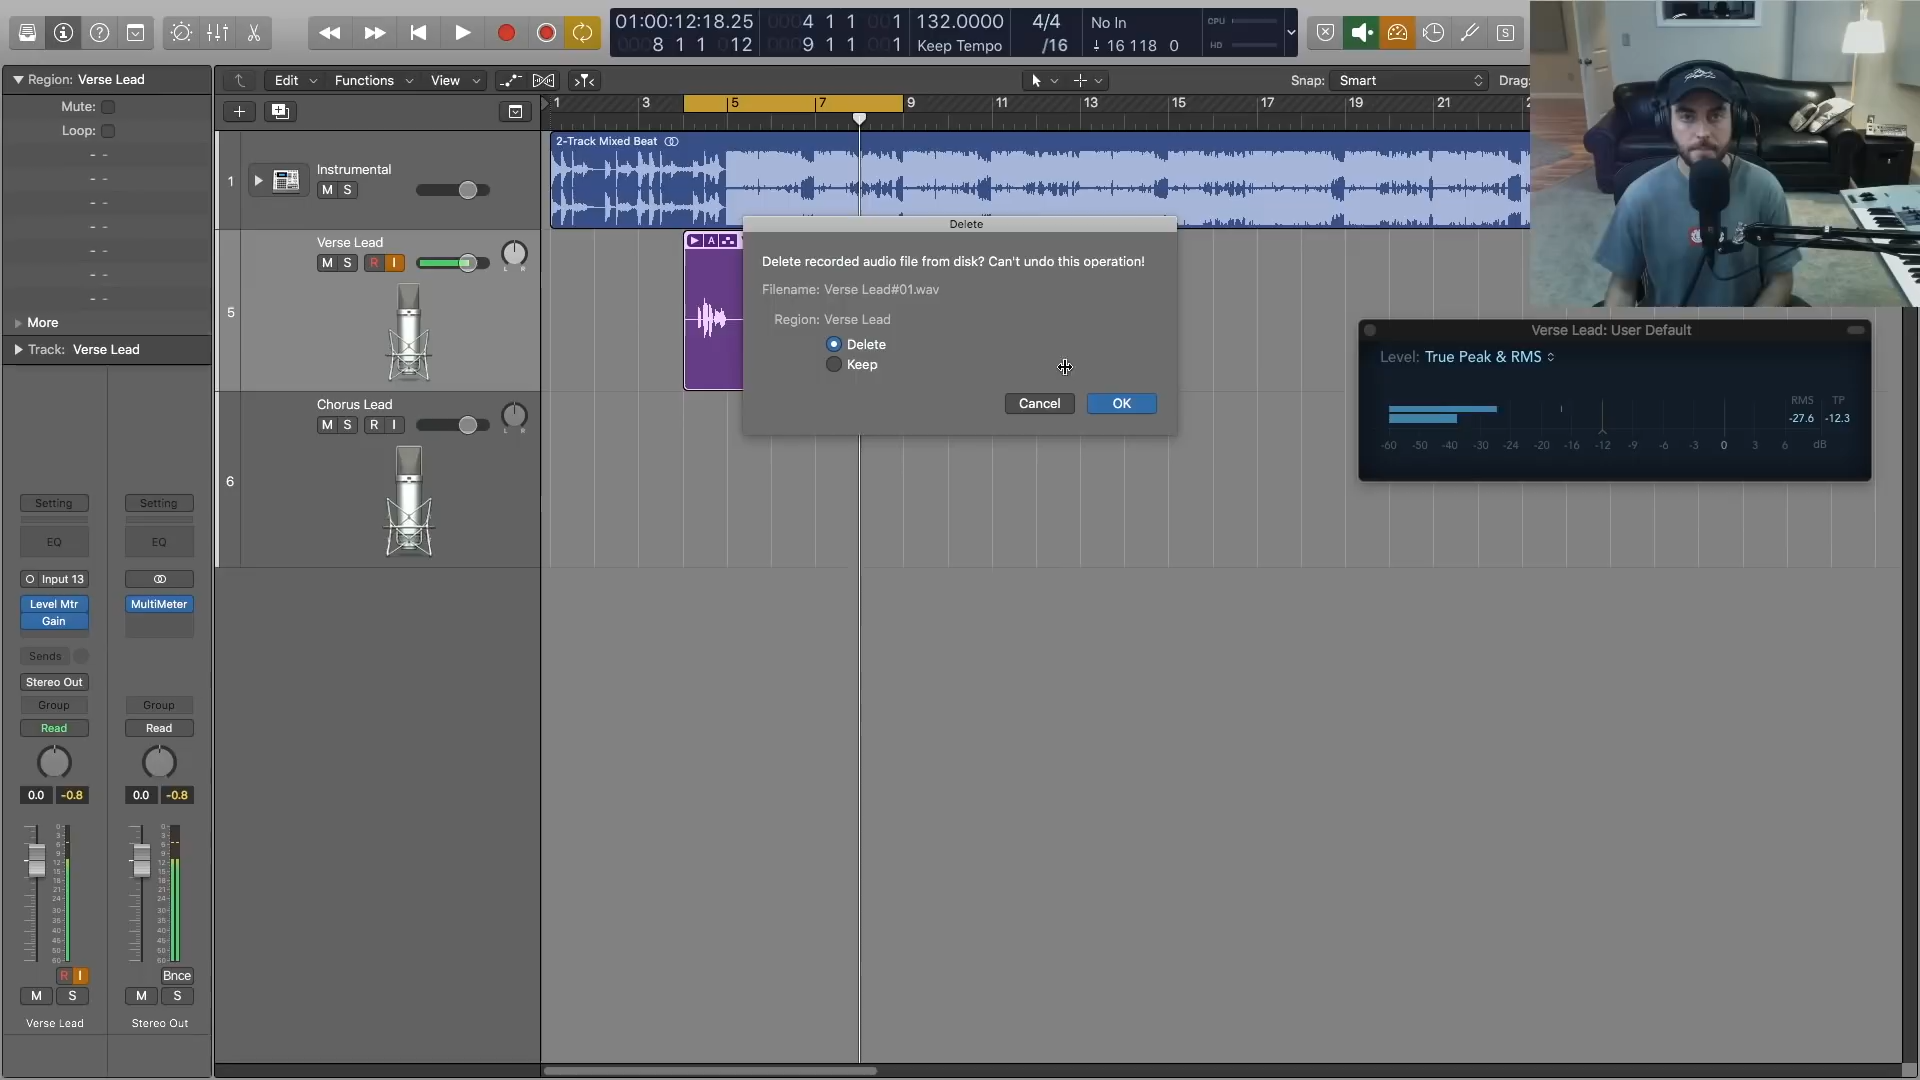 01:00:12:18.25
8 1 1 012
4 1 1 001
9 1 1 1
132.0000
Keep Tempo
4/4
/16
No In
16 118 0
CPU
HD
S
Region: Verse Lead
Mute:
Loop:
- -
- -
- -
- -
- -
- -
- -
More
Track: Verse Lead
Edit
Functions
View
Snap: Smart
Drag:
1
3
5
7
9
11
13
15
17
19
21
1
Instrumental
M S
2-Track Mixed Beat
5
Verse Lead
M S R I
L R
A
6
Chorus Lead
M S R I
L R
Delete
Delete recorded audio file from disk? Can't undo this operation!
Filename: Verse Lead#01.wav
Region: Verse Lead
Delete
Keep
Cancel
OK
Verse Lead: User Default
Level: True Peak & RMS
RMS TP
-27.6 -12.3
-60 -50 -40 -30 -24 -20 -16 -12 -9 -6 -3 0 3 6 dB
Setting
Setting
EQ
EQ
Input 13
Level Mtr
MultiMeter
Gain
Sends
Stereo Out
Group
Group
Read
Read
0.0 -0.8
0.0 -0.8
R I
Bnce
M S
M S
Verse Lead
Stereo Out